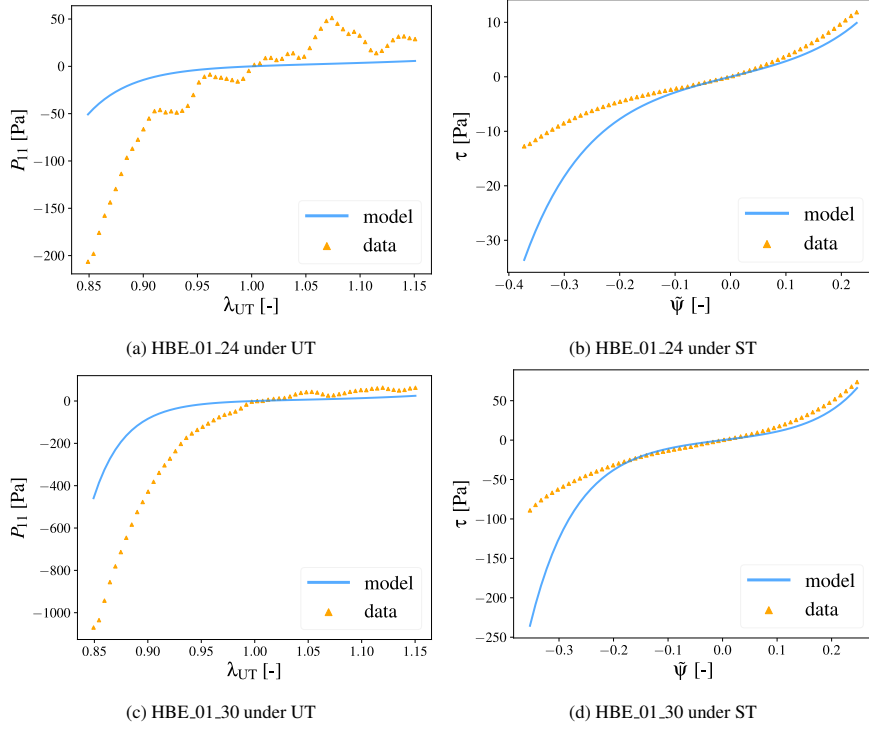 50
0
−50
−100
−150
−200
P₁₁ [Pa]
0.85 0.90 0.95 1.00 1.05 1.10 1.15
λ_UT [-]
model
data
(a) HBE_01_24 under UT
10
0
−10
−20
−30
τ [Pa]
−0.4 −0.3 −0.2 −0.1 0.0 0.1 0.2
ψ̃ [-]
model
data
(b) HBE_01_24 under ST
0
−200
−400
−600
−800
−1000
P₁₁ [Pa]
0.85 0.90 0.95 1.00 1.05 1.10 1.15
λ_UT [-]
model
data
(c) HBE_01_30 under UT
50
0
−50
−100
−150
−200
−250
τ [Pa]
−0.3 −0.2 −0.1 0.0 0.1 0.2
ψ̃ [-]
model
data
(d) HBE_01_30 under ST